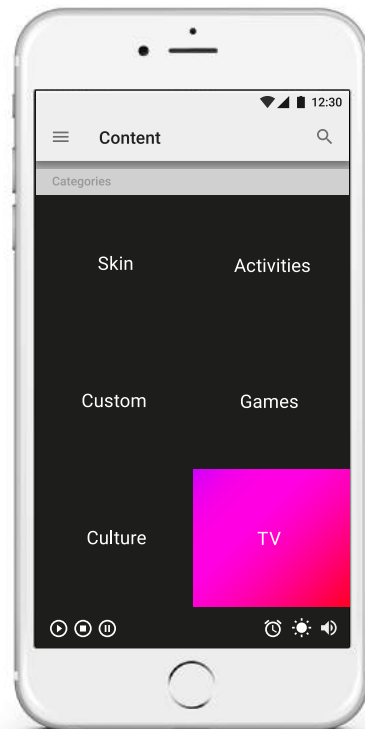 12:30
Content
Categories
Skin Activities
Custom Games
Culture TV